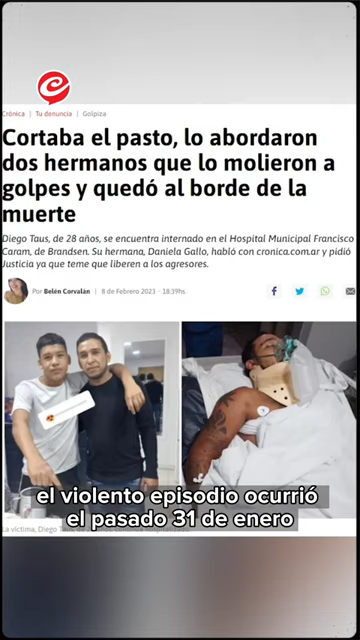 Crónica | Tu denuncia | Golpiza
Cortaba el pasto, lo abordaron
dos hermanos que lo molieron a
golpes y quedó al borde de la
muerte
Diego Taus, de 28 años, se encuentra internado en el Hospital Municipal Francisco
Caram, de Brandsen. Su hermana, Daniela Gallo, habló con cronica.com.ar y pidió
Justicia ya que teme que liberen a los agresores.
Por Belén Corvalán | 8 de Febrero 2023 - 18:39hs.
el violento episodio ocurrió
el pasado 31 de enero
La víctima, Diego Taus, de